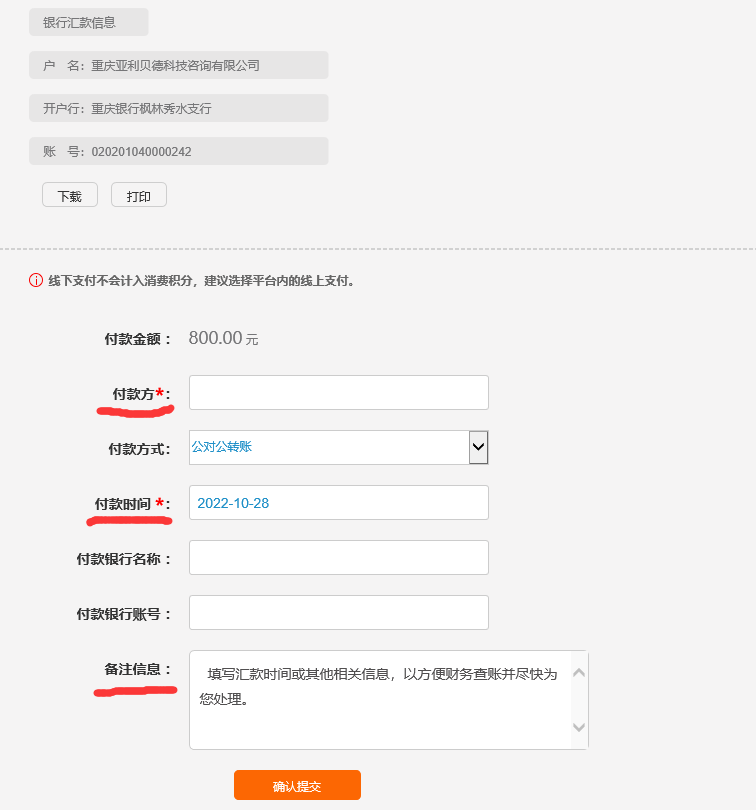 银行汇款信息
户 名：重庆亚利贝德科技咨询有限公司
开户行：重庆银行枫林秀水支行
账 号：020201040000242
下载 打印
线下支付不会计入消费积分，建议选择平台内的线上支付。
付款金额： 800.00 元
付款方*：
付款方式： 公对公转账
付款时间 *： 2022-10-28
付款银行名称：
付款银行账号：
备注信息： 填写汇款时间或其他相关信息，以方便财务查账并尽快为
您处理。
确认提交